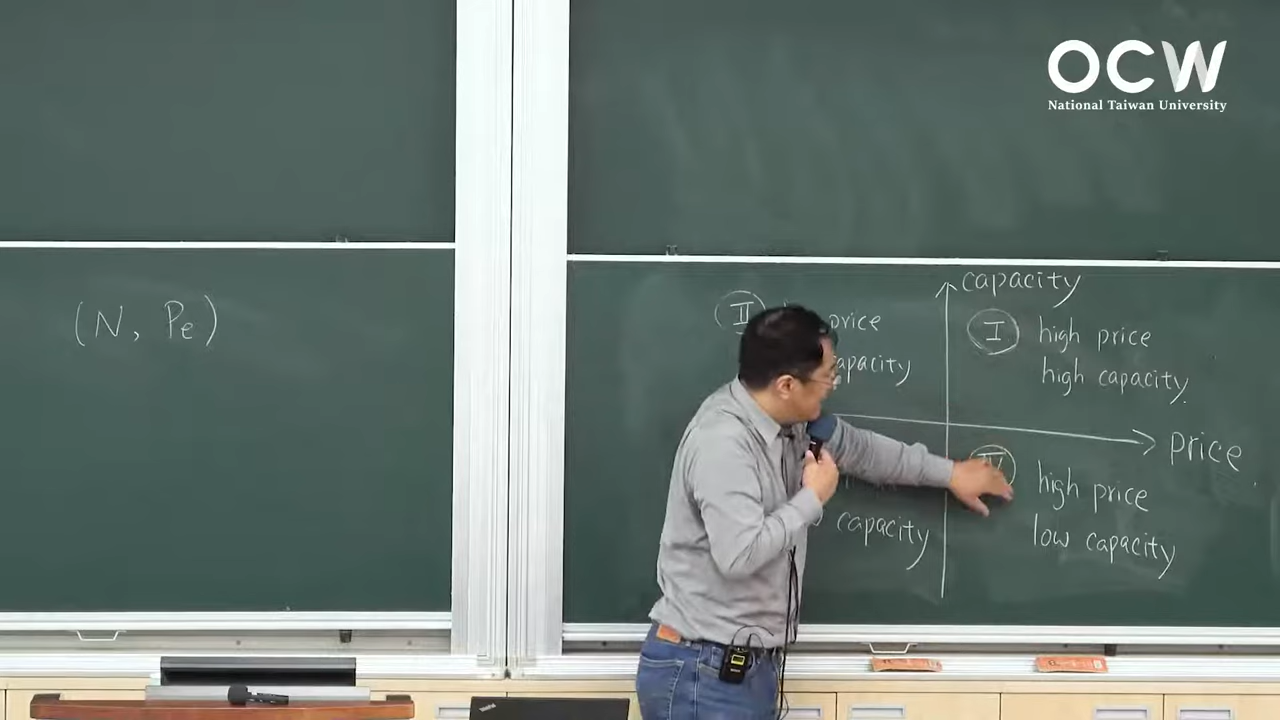 OCW
National Taiwan University
(N, Pe)
capacity
II
price
capacity
I
high price
high capacity
price
IV
high price
low capacity
capacity